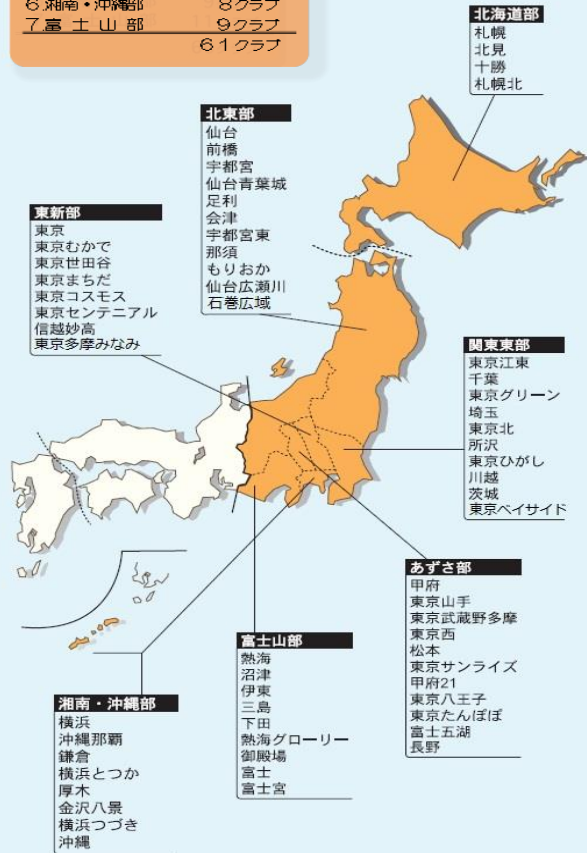 6.湘南・沖縄部 8クラブ
7.富士山部 9クラブ
61クラブ
北海道部
札幌
北見
十勝
札幌北
北東部
仙台
前橋
宇都宮
仙台青葉城
足利
会津
宇都宮東
那須
もりおか
仙台広瀬川
石巻広域
東新部
東京
東京むかで
東京世田谷
東京まちだ
東京コスモス
東京センテニアル
信越妙高
東京多摩みなみ
関東東部
東京江東
千葉
東京グリーン
埼玉
東京北
所沢
東京ひがし
川越
茨城
東京ベイサイド
あずさ部
甲府
東京山手
東京武蔵野多摩
東京西
松本
東京サンライズ
甲府21
東京八王子
東京たんぽぽ
富士五湖
長野
富士山部
熱海
沼津
伊東
三島
下田
熱海グローリー
御殿場
富士
富士宮
湘南・沖縄部
横浜
沖縄那覇
鎌倉
横浜とつか
厚木
金沢八景
横浜つづき
沖縄